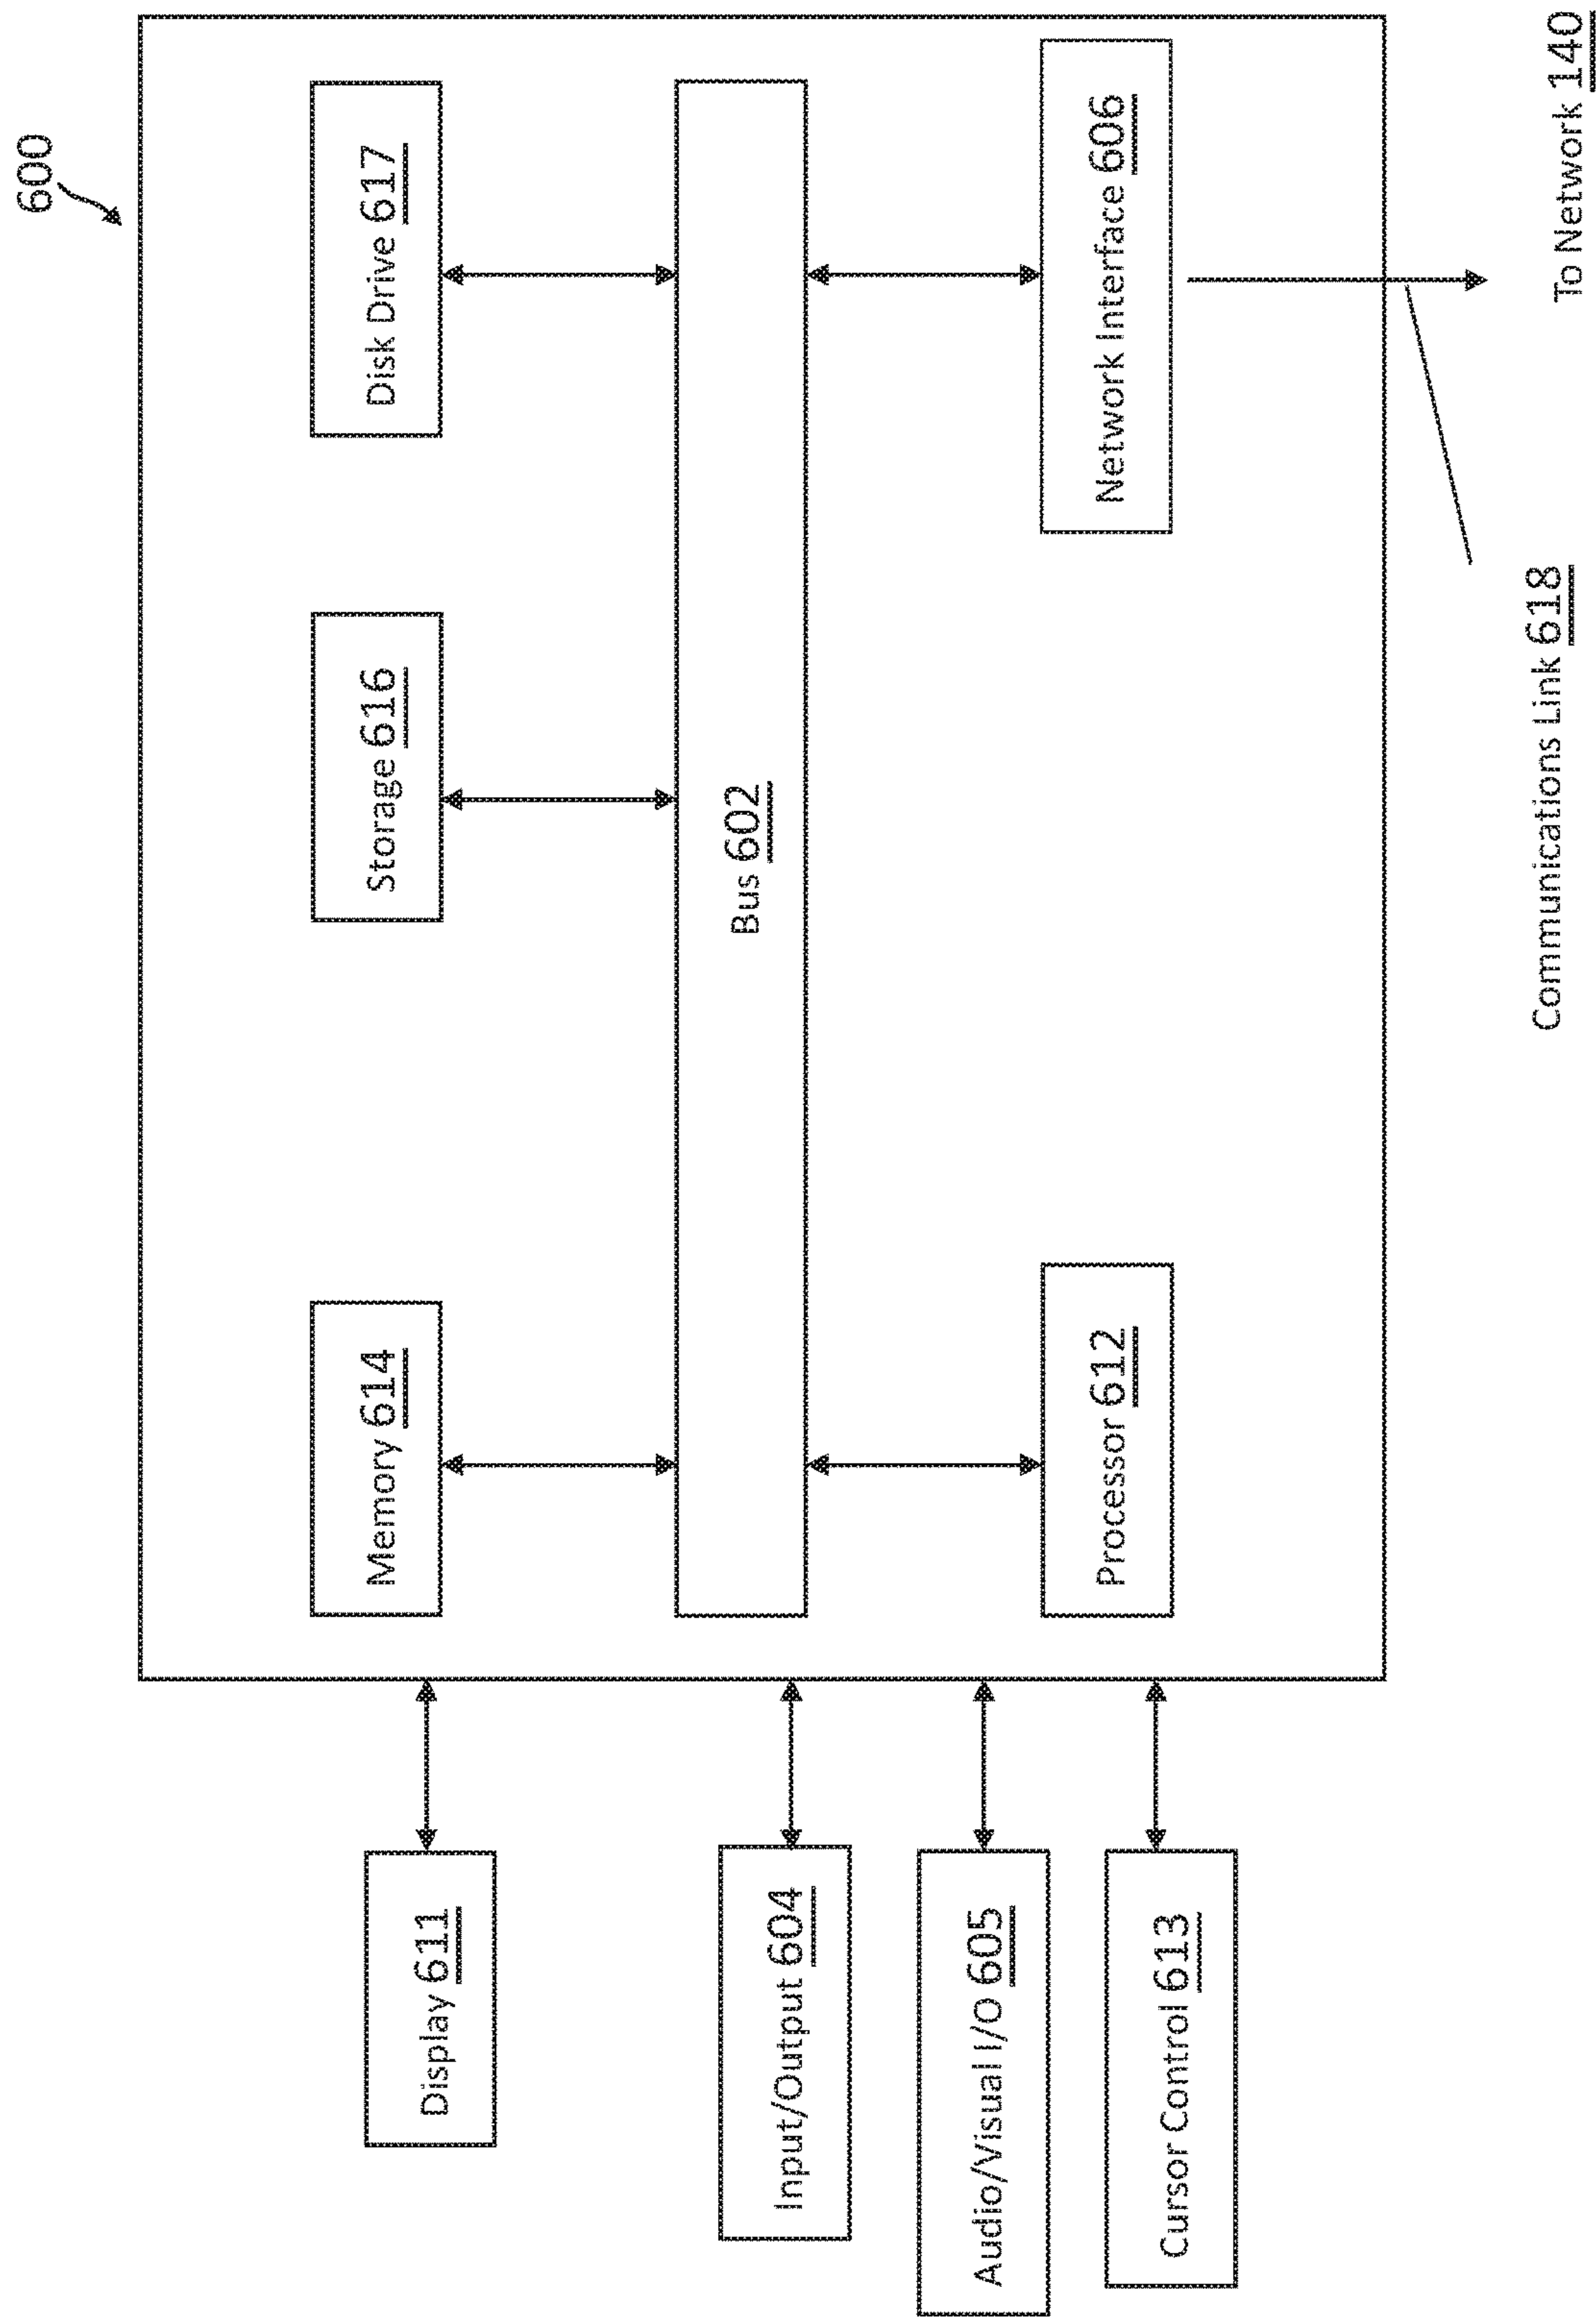 600
Display 611
Memory 614
Storage 616
Disk Drive 617
Bus 602
Input/Output 604
Audio/Visual I/O 605
Cursor Control 613
Processor 612
Network Interface 606
Communications Link 618
To Network 140